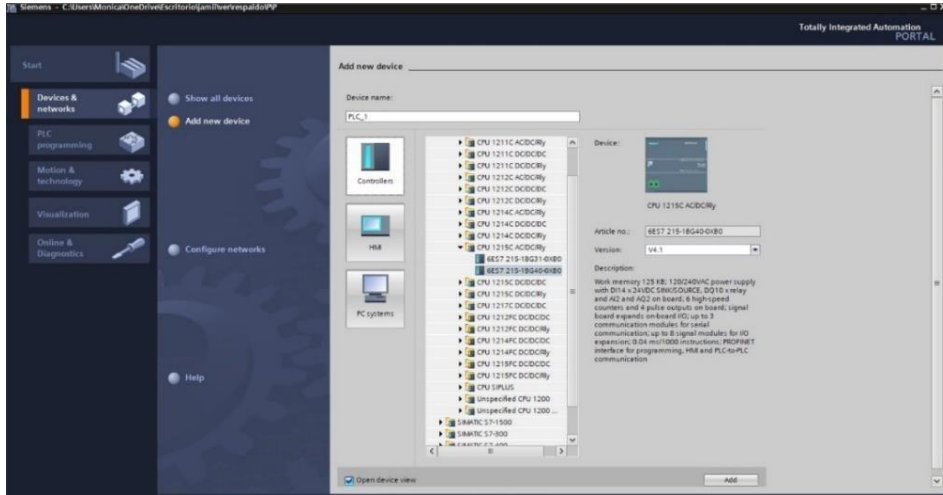 Siemens - C:\Users\Monica\OneDrive\Escritorio\jamilver\respaldo\PIP
Totally Integrated Automation
PORTAL
Start
Devices &
networks
PLC
programming
Motion &
technology
Visualization
Online &
Diagnostics
Show all devices
Add new device
Configure networks
Help
Add new device
Device name:
PLC_1
Controllers
HMI
PC systems
CPU 1211C AC/DC/Rly
CPU 1211C DC/DC/DC
CPU 1211C DC/DC/Rly
CPU 1212C AC/DC/Rly
CPU 1212C DC/DC/DC
CPU 1212C DC/DC/Rly
CPU 1214C AC/DC/Rly
CPU 1214C DC/DC/DC
CPU 1214C DC/DC/Rly
CPU 1215C AC/DC/Rly
6ES7 215-1BG31-0XB0
6ES7 215-1BG40-0XB0
CPU 1215C DC/DC/DC
CPU 1215C DC/DC/Rly
CPU 1217C DC/DC/DC
CPU 1212FC DC/DC/DC
CPU 1212FC DC/DC/Rly
CPU 1214FC DC/DC/DC
CPU 1214FC DC/DC/Rly
CPU 1215FC DC/DC/DC
CPU 1215FC DC/DC/Rly
CPU SIPLUS
Unspecified CPU 1200
Unspecified CPU 1200 ...
SIMATIC S7-1500
SIMATIC S7-300
SIMATIC S7-400
Device:
CPU 1215C AC/DC/Rly
Article no.: 6ES7 215-1BG40-0XB0
Version: V4.1
Description:
Work memory 125 KB; 120/240VAC power supply
with DI14 x 24VDC SINK/SOURCE, DQ10 x relay
and AI2 and AQ2 on board; 6 high-speed
counters and 4 pulse outputs on board; signal
board expands on-board I/O; up to 3
communication modules for serial
communication; up to 8 signal modules for I/O
expansion; 0.04 ms/1000 instructions; PROFINET
interface for programming, HMI and PLC-to-PLC
communication
Open device view
Add